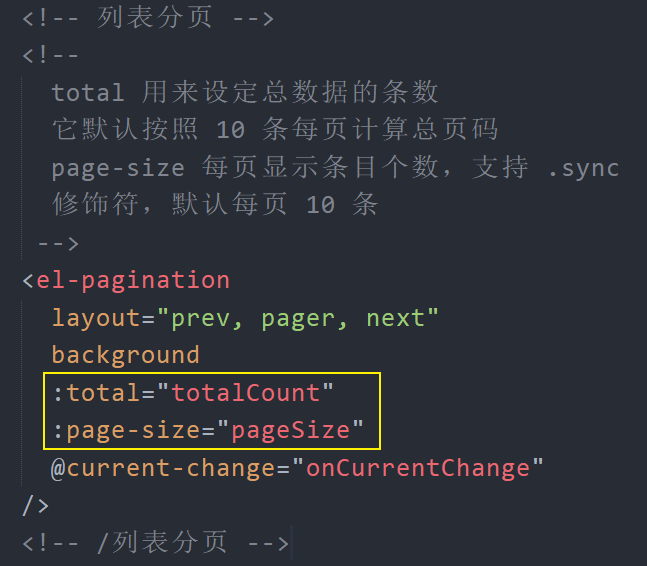 <!-- 列表分页 -->
<!--
total 用来设定总数据的条数
它默认按照 10 条每页计算总页码
page-size 每页显示条目个数，支持 .sync
修饰符，默认每页 10 条
-->
<el-pagination
layout="prev, pager, next"
background
:total="totalCount"
:page-size="pageSize"
@current-change="onCurrentChange"
/>
<!-- /列表分页 -->